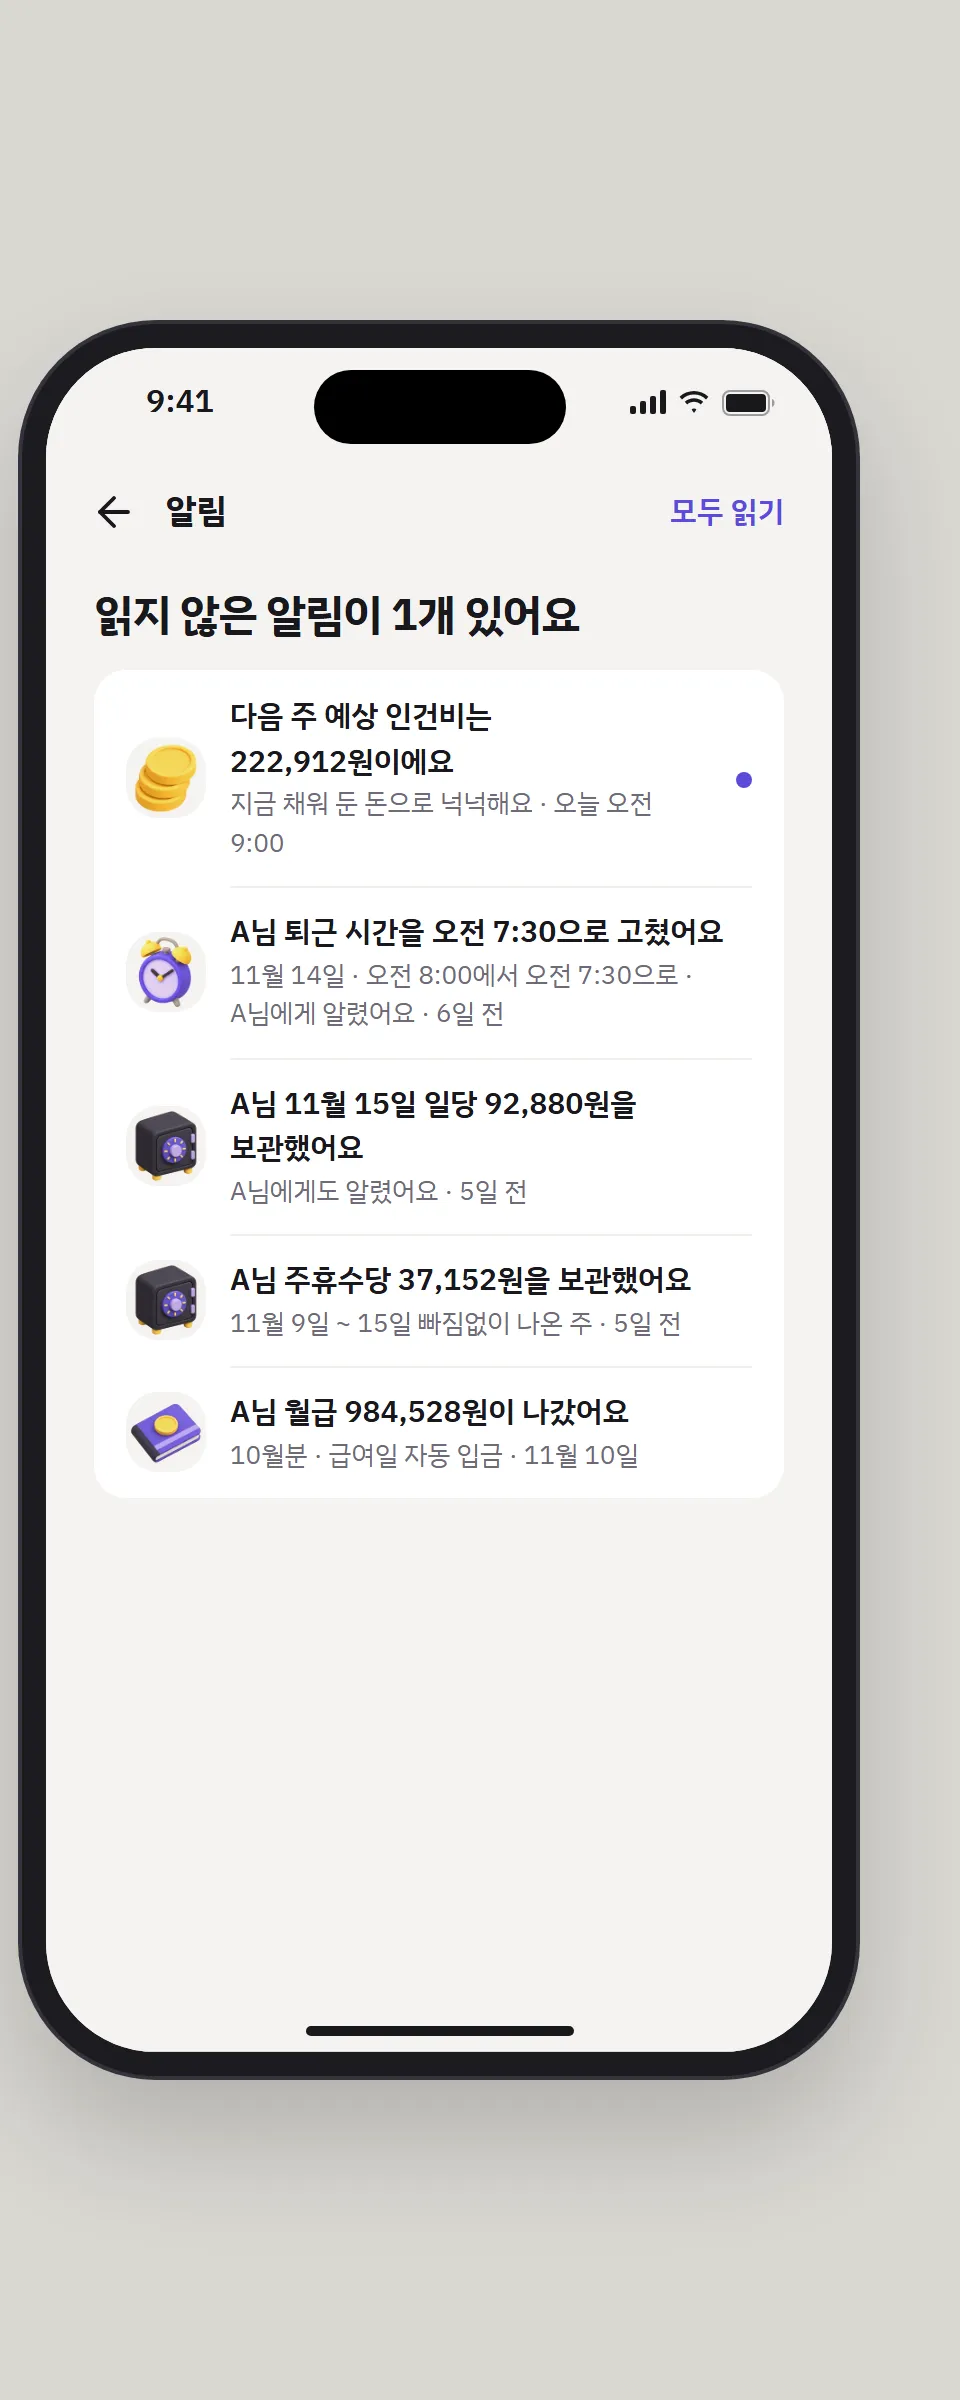 9:41
알림
모두 읽기
읽지 않은 알림이 1개 있어요
다음 주 예상 인건비는
222,912원이에요
지금 채워 둔 돈으로 넉넉해요 · 오늘 오전
9:00
A님 퇴근 시간을 오전 7:30으로 고쳤어요
11월 14일 · 오전 8:00에서 오전 7:30으로 ·
A님에게 알렸어요 · 6일 전
A님 11월 15일 일당 92,880원을
보관했어요
A님에게도 알렸어요 · 5일 전
A님 주휴수당 37,152원을 보관했어요
11월 9일 ~ 15일 빠짐없이 나온 주 · 5일 전
A님 월급 984,528원이 나갔어요
10월분 · 급여일 자동 입금 · 11월 10일